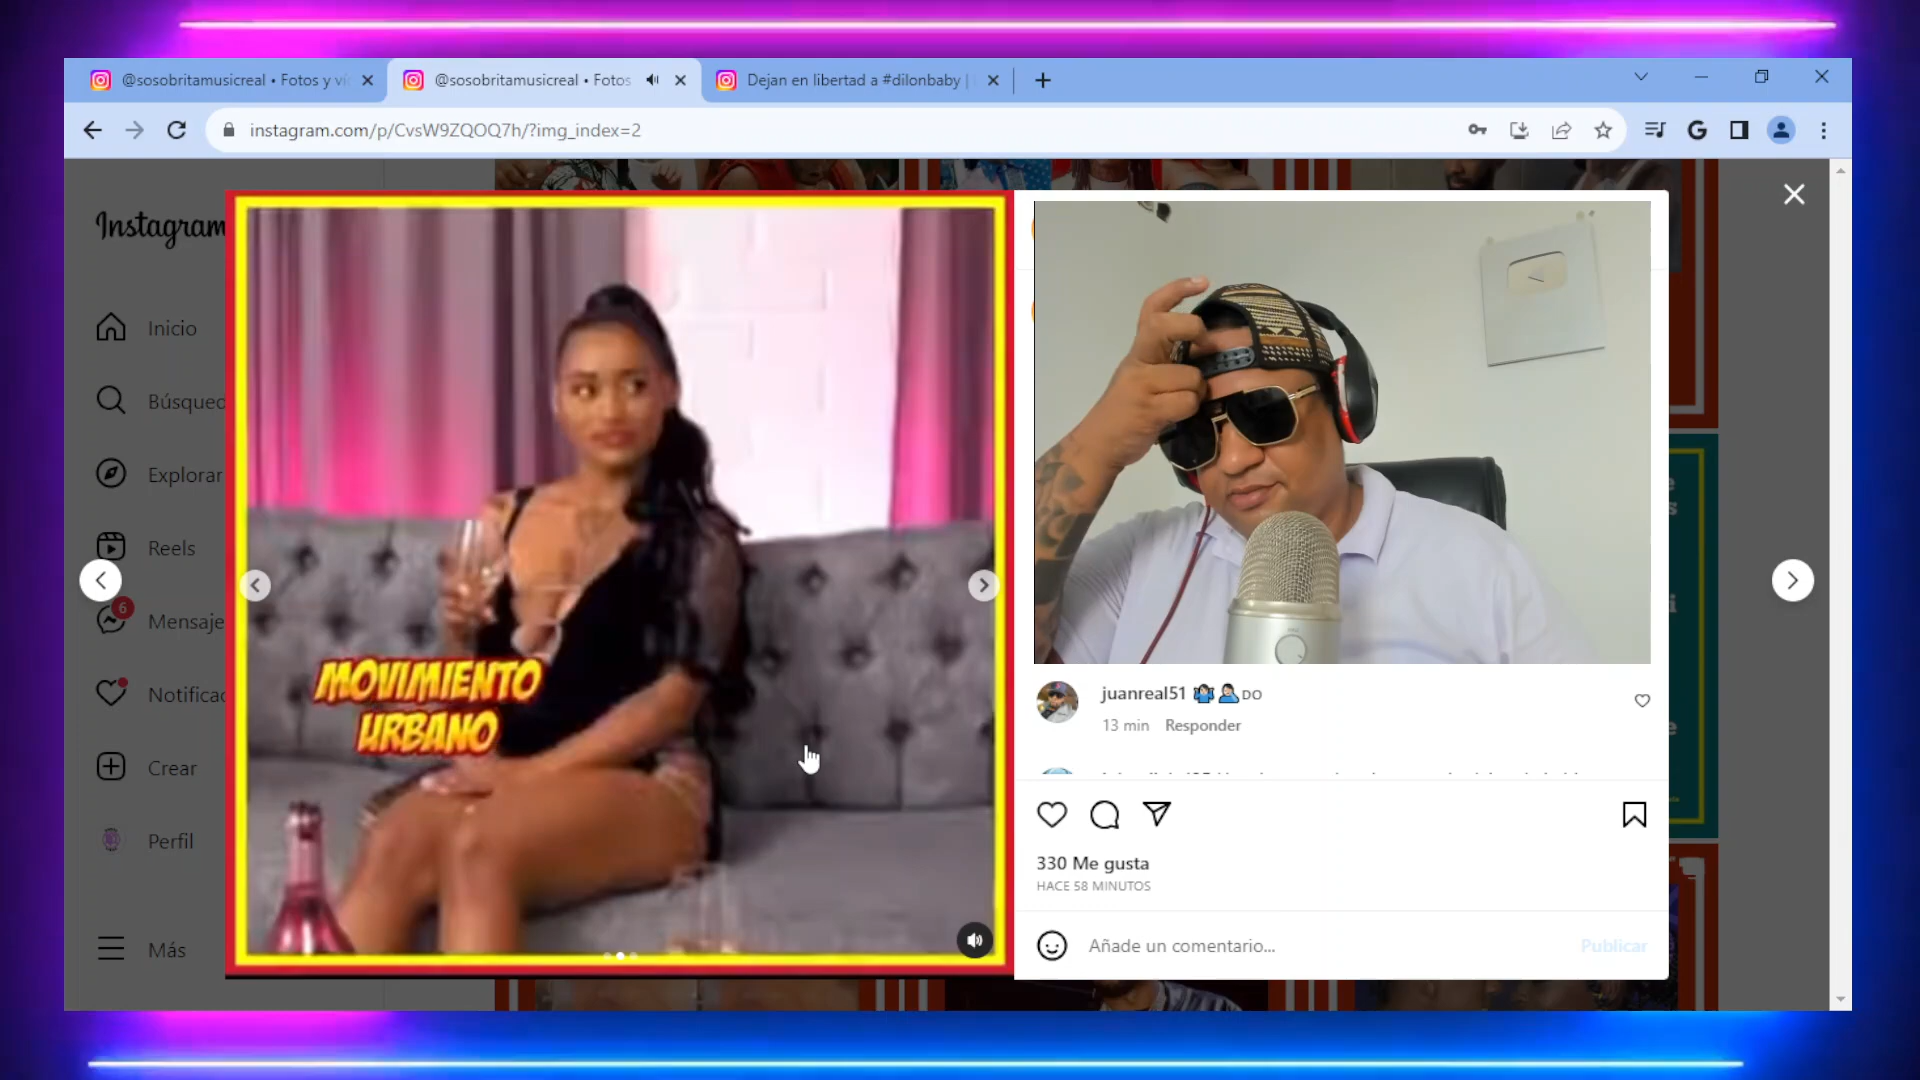 @sosobritamusicreal • Fotos y ví
@sosobritamusicreal • Fotos
Dejan en libertad a #dilonbaby |
instagram.com/p/CvsW9ZQOQ7h/?img_index=2
Instagram
Inicio
Búsqued
Explorar
Reels
6
Mensaje
Notificac
Crear
Perfil
Más
MOVIMIENTO
URBANO
juanreal51 DO
13 min Responder
330 Me gusta
HACE 58 MINUTOS
Añade un comentario...
Publicar